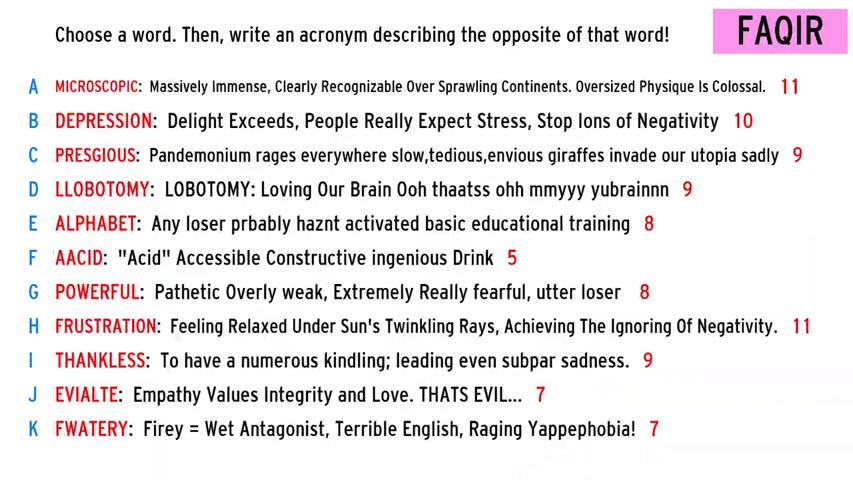 Choose a word. Then, write an acronym describing the opposite of that word! FAQIR
A MICROSCOPIC: Massively Immense, Clearly Recognizable Over Sprawling Continents. Oversized Physique Is Colossal. 11
B DEPRESSION: Delight Exceeds, People Really Expect Stress, Stop Ions of Negativity 10
C PRESGIOUS: Pandemonium rages everywhere slow,tedious,envious giraffes invade our utopia sadly 9
D LLOBOTOMY: LOBOTOMY: Loving Our Brain Ooh thaatss ohh mmyyy yubrainnn 9
E ALPHABET: Any loser prbably haznt activated basic educational training 8
F AACID: "Acid" Accessible Constructive ingenious Drink 5
G POWERFUL: Pathetic Overly weak, Extremely Really fearful, utter loser 8
H FRUSTRATION: Feeling Relaxed Under Sun's Twinkling Rays, Achieving The Ignoring Of Negativity. 11
I THANKLESS: To have a numerous kindling; leading even subpar sadness. 9
J EVIALTE: Empathy Values Integrity and Love. THATS EVIL... 7
K FWATERY: Firey = Wet Antagonist, Terrible English, Raging Yappephobia! 7